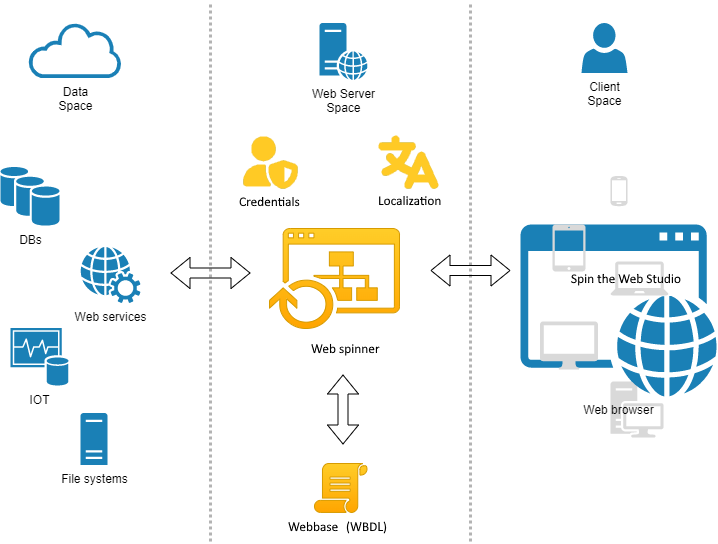 Data
Space
Web Server
Space
Client
Space
Credentials
Localization
DBs
Web services
IOT
File systems
Web spinner
Webbase (WBDL)
Spin the Web Studio
Web browser